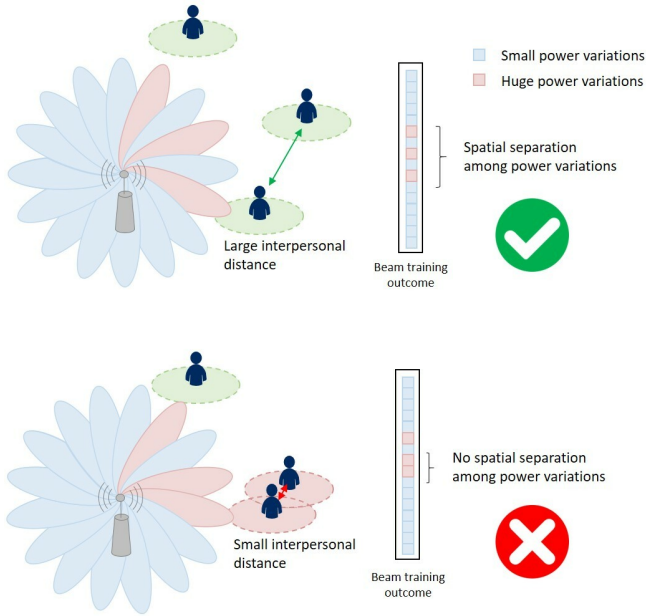 Small power variations
Huge power variations
Spatial separation
among power variations
Large interpersonal
distance
Beam training
outcome
No spatial separation
among power variations
Small interpersonal
distance
Beam training
outcome